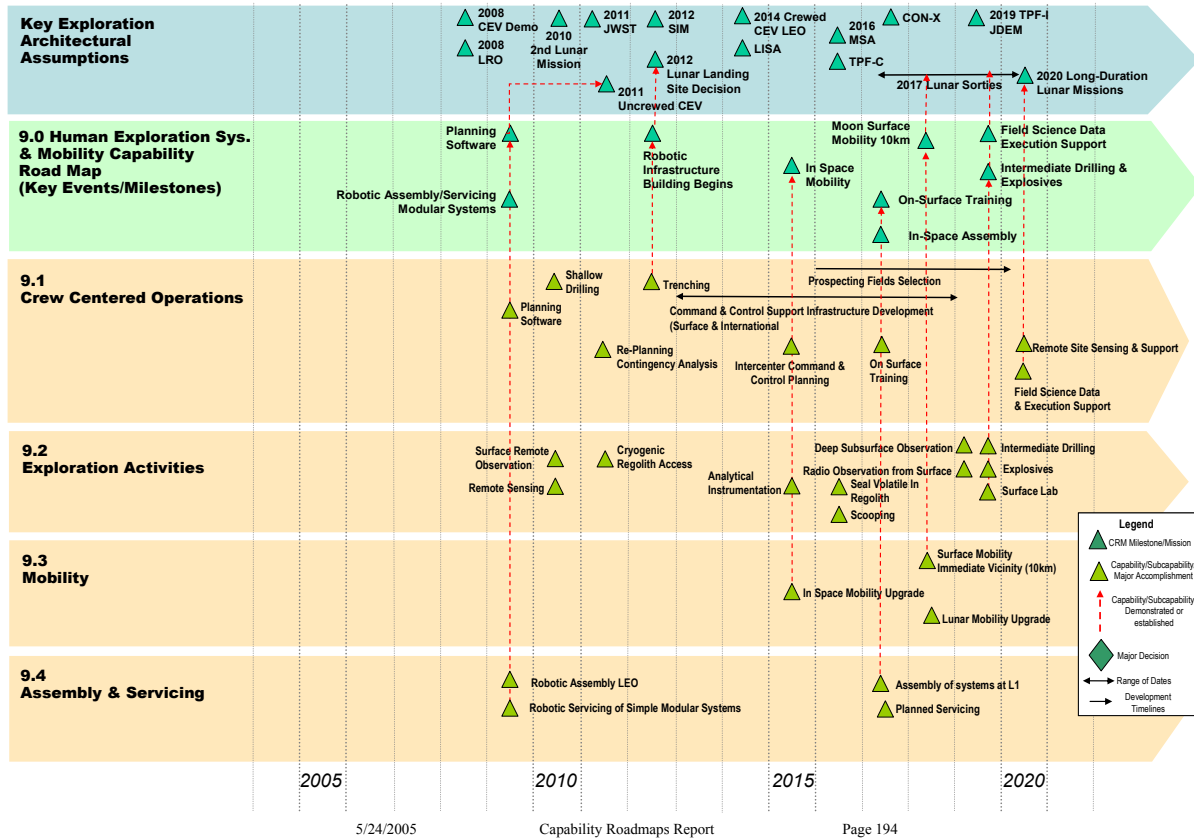 Key Exploration
Architectural
Assumptions
2008
CEV Demo
2008
LRO
2010
2nd Lunar
Mission
2011
JWST
2011
Uncrewed CEV
2012
SIM
2012
Lunar Landing
Site Decision
2014 Crewed
CEV LEO
LISA
2016
MSA
TPF-C
CON-X
2017 Lunar Sorties
2019 TPF-I
JDEM
2020 Long-Duration
Lunar Missions
9.0 Human Exploration Sys.
& Mobility Capability
Road Map
(Key Events/Milestones)
Planning
Software
Robotic Assembly/Servicing
Modular Systems
Robotic
Infrastructure
Building Begins
In Space
Mobility
Moon Surface
Mobility 10km
On-Surface Training
In-Space Assembly
Field Science Data
Execution Support
Intermediate Drilling &
Explosives
9.1
Crew Centered Operations
Shallow
Drilling
Planning
Software
Trenching
Re-Planning
Contingency Analysis
Prospecting Fields Selection
Command & Control Support Infrastructure Development
(Surface & International
Intercenter Command &
Control Planning
On Surface
Training
Remote Site Sensing & Support
Field Science Data
& Execution Support
9.2
Exploration Activities
Surface Remote
Observation
Remote Sensing
Cryogenic
Regolith Access
Analytical
Instrumentation
Deep Subsurface Observation
Radio Observation from Surface
Seal Volatile In
Regolith
Scooping
Intermediate Drilling
Explosives
Surface Lab
9.3
Mobility
Surface Mobility
Immediate Vicinity (10km)
In Space Mobility Upgrade
Lunar Mobility Upgrade
9.4
Assembly & Servicing
Robotic Assembly LEO
Robotic Servicing of Simple Modular Systems
Assembly of systems at L1
Planned Servicing
Legend
CRM Milestone/Mission
Capability/Subcapability/
Major Accomplishment
Capability/Subcapability
Demonstrated or
established
Major Decision
Range of Dates
Development
Timelines
2005
2010
2015
2020
5/24/2005
Capability Roadmaps Report
Page 194